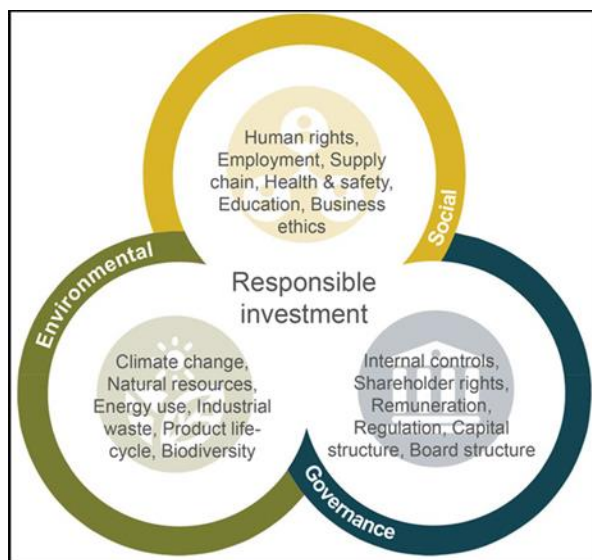 Human rights,
Employment, Supply
chain, Health & safety,
Education, Business
ethics
Social
Responsible
investment
Environmental
Climate change,
Natural resources,
Energy use, Industrial
waste, Product life-
cycle, Biodiversity
Internal controls,
Shareholder rights,
Remuneration,
Regulation, Capital
structure, Board structure
Governance